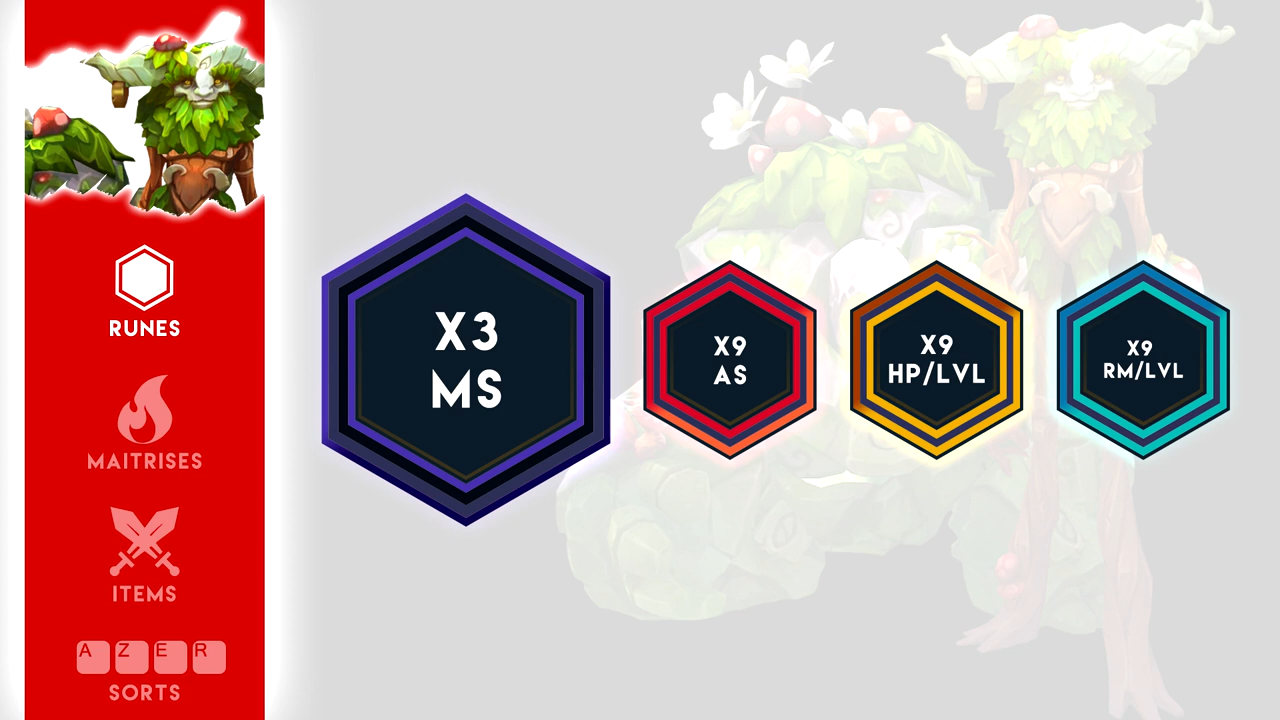 RUNES
MAITRISES
ITEMS
A Z E R
SORTS
X3
MS
X9
AS
X9
HP/LVL
X9
RM/LVL